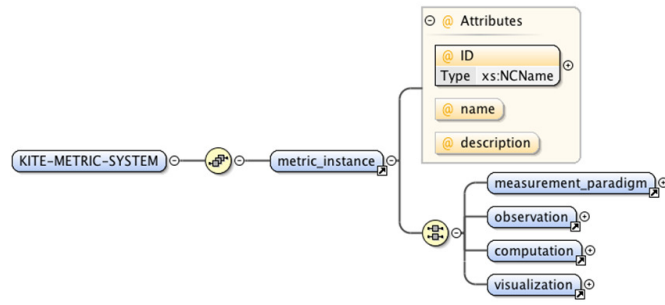 @ Attributes
@ ID
Type xs:NCName
@ name
@ description
KITE-METRIC-SYSTEM
metric_instance
measurement_paradigm
observation
computation
visualization